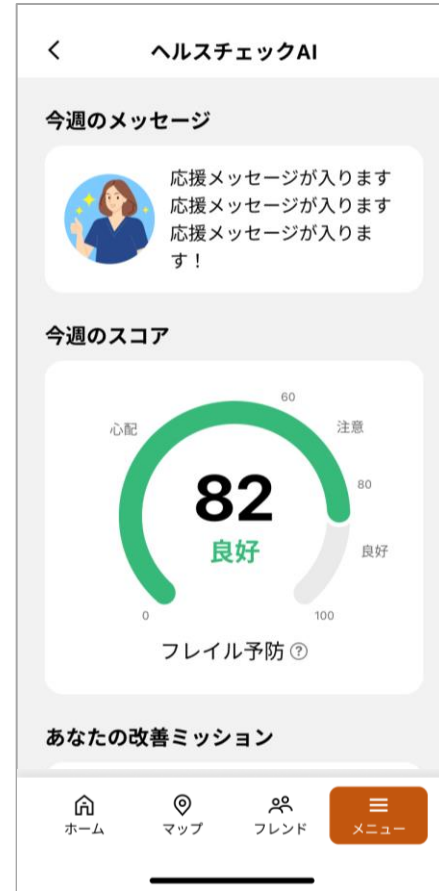 ヘルスチェックAI
今週のメッセージ
応援メッセージが入ります
応援メッセージが入ります
応援メッセージが入りま
す！
今週のスコア
60
心配
注意
82
80
良好
良好
0
100
フレイル予防?
あなたの改善ミッション
ホーム
マップ
フレンド
メニュー